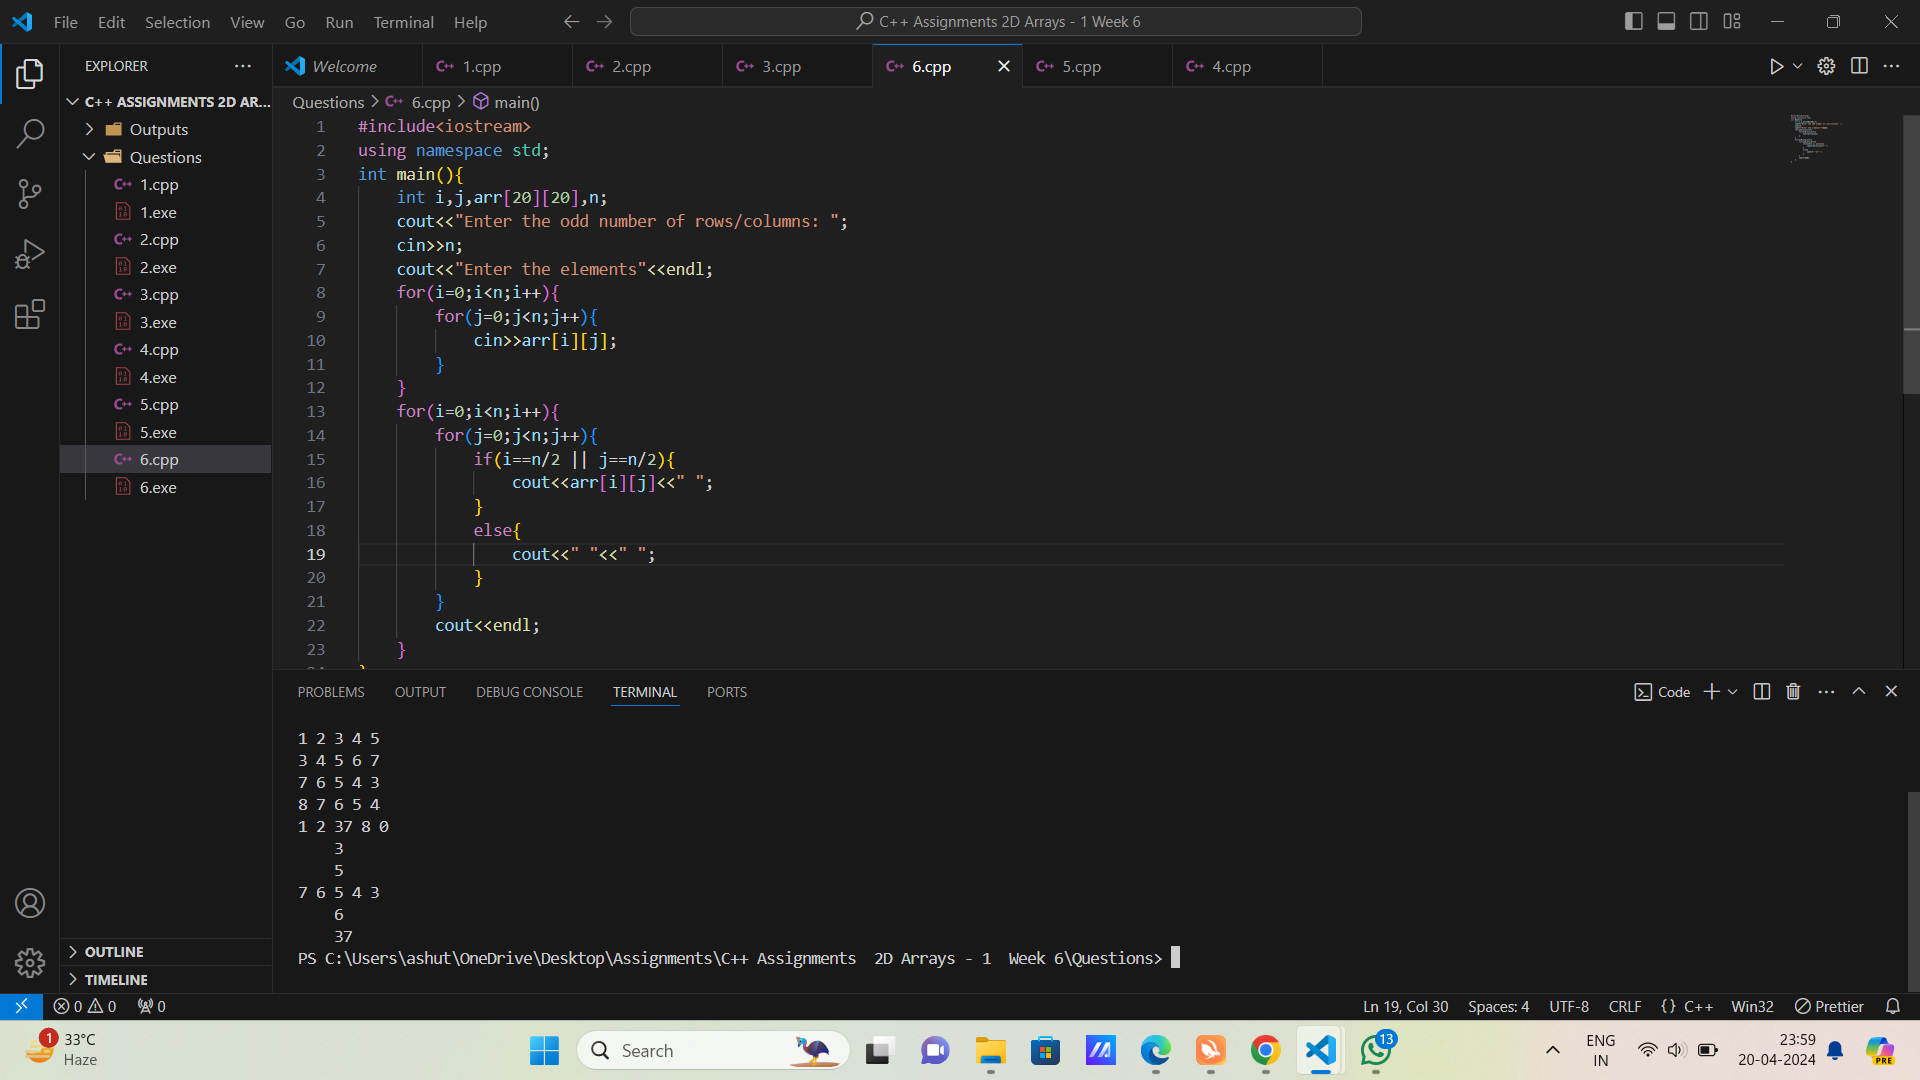 File Edit Selection View Go Run Terminal Help
C++ Assignments 2D Arrays - 1 Week 6
EXPLORER
C++ ASSIGNMENTS 2D AR...
Outputs
Questions
1.cpp
1.exe
2.cpp
2.exe
3.cpp
3.exe
4.cpp
4.exe
5.cpp
5.exe
6.cpp
6.exe
OUTLINE
TIMELINE
Welcome 1.cpp 2.cpp 3.cpp 6.cpp 5.cpp 4.cpp
Questions > 6.cpp > main()
1 #include<iostream>
2 using namespace std;
3 int main(){
4 int i,j,arr[20][20],n;
5 cout<<"Enter the odd number of rows/columns: ";
6 cin>>n;
7 cout<<"Enter the elements"<<endl;
8 for(i=0;i<n;i++){
9 for(j=0;j<n;j++){
10 cin>>arr[i][j];
11 }
12 }
13 for(i=0;i<n;i++){
14 for(j=0;j<n;j++){
15 if(i==n/2 || j==n/2){
16 cout<<arr[i][j]<<" ";
17 }
18 else{
19 cout<<" "<<" ";
20 }
21 }
22 cout<<endl;
23 }
PROBLEMS OUTPUT DEBUG CONSOLE TERMINAL PORTS
Code
1 2 3 4 5
3 4 5 6 7
7 6 5 4 3
8 7 6 5 4
1 2 37 8 0
3
5
7 6 5 4 3
6
37
PS C:\Users\ashut\OneDrive\Desktop\Assignments\C++ Assignments  2D Arrays - 1  Week 6\Questions>
0 0 0
Ln 19, Col 30 Spaces: 4 UTF-8 CRLF {} C++ Win32 Prettier
1
33°C
Haze
Search
13
ENG
IN
23:59
20-04-2024
PRE